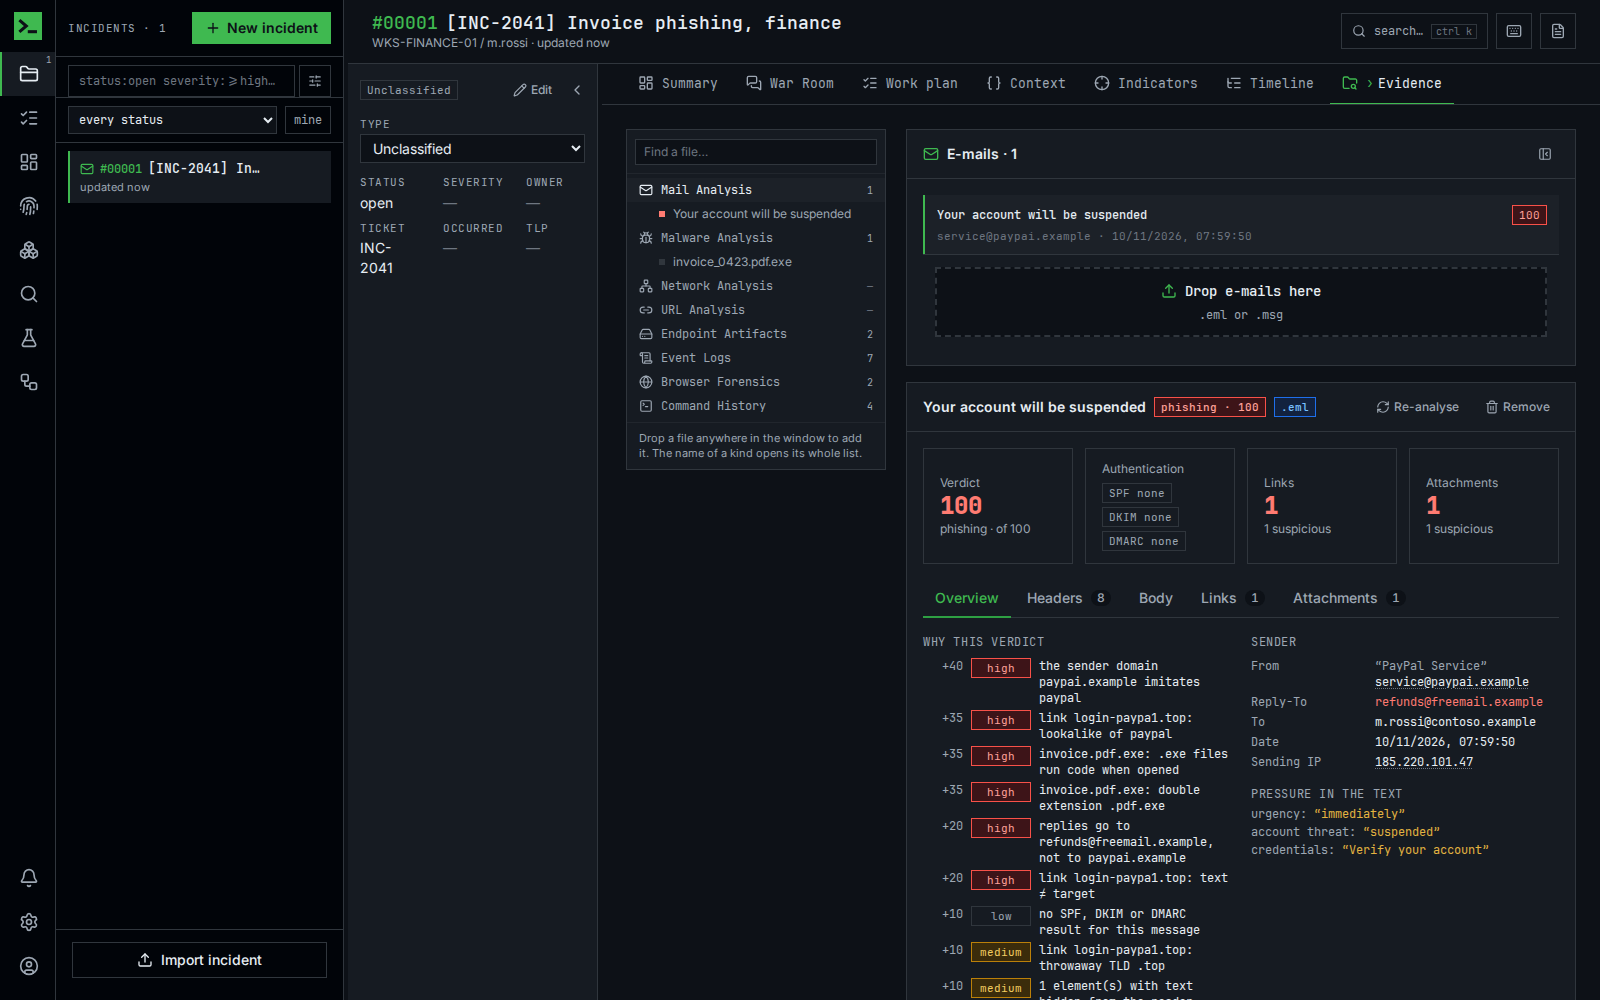 1
INCIDENTS · 1
+ New incident
status:open severity:≥high…
every status
mine
#00001 [INC-2041] In…
updated now
Import incident
#00001 [INC-2041] Invoice phishing, finance
WKS-FINANCE-01 / m.rossi · updated now
search… ctrl k
Unclassified
Edit
TYPE
Unclassified
STATUS SEVERITY OWNER
open — —
TICKET OCCURRED TLP
INC-2041 — —
Summary War Room Work plan Context Indicators Timeline › Evidence
Find a file…
Mail Analysis 1
Your account will be suspended
Malware Analysis 1
invoice_0423.pdf.exe
Network Analysis —
URL Analysis —
Endpoint Artifacts 2
Event Logs 7
Browser Forensics 2
Command History 4
Drop a file anywhere in the window to add
it. The name of a kind opens its whole list.
E-mails · 1
Your account will be suspended 100
service@paypai.example · 10/11/2026, 07:59:50
Drop e-mails here
.eml or .msg
Your account will be suspended phishing · 100 .eml Re-analyse Remove
Verdict
100
phishing · of 100
Authentication
SPF none
DKIM none
DMARC none
Links
1
1 suspicious
Attachments
1
1 suspicious
Overview Headers 8 Body Links 1 Attachments 1
WHY THIS VERDICT
+40 high the sender domain
paypai.example imitates
paypal
+35 high link login-paypa1.top:
lookalike of paypal
+35 high invoice.pdf.exe: .exe files
run code when opened
+35 high invoice.pdf.exe: double
extension .pdf.exe
+20 high replies go to
refunds@freemail.example,
not to paypai.example
+20 high link login-paypa1.top: text
≠ target
+10 low no SPF, DKIM or DMARC
result for this message
+10 medium link login-paypa1.top:
throwaway TLD .top
+10 medium 1 element(s) with text
hidden from the reader
SENDER
From “PayPal Service”
service@paypai.example
Reply-To refunds@freemail.example
To m.rossi@contoso.example
Date 10/11/2026, 07:59:50
Sending IP 185.220.101.47
PRESSURE IN THE TEXT
urgency: “immediately”
account threat: “suspended”
credentials: “Verify your account”